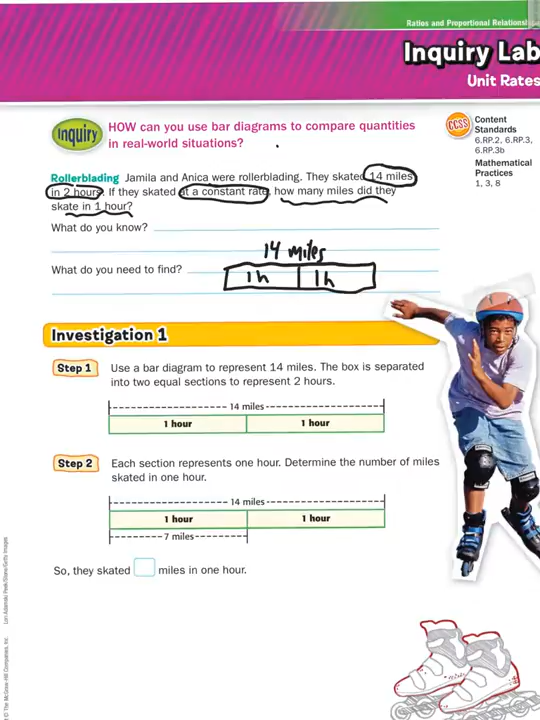 Ratios and Proportional Relationsh
Inquiry Lab
Unit Rates
Inquiry
HOW can you use bar diagrams to compare quantities
in real-world situations?
CCSS
Content
Standards
6.RP.2, 6.RP.3,
6.RP.3b
Mathematical
Practices
1, 3, 8
Rollerblading Jamila and Anica were rollerblading. They skated 14 miles
in 2 hours. If they skated at a constant rate, how many miles did they
skate in 1 hour?
What do you know?
14 miles
What do you need to find?
1h 1h
Investigation 1
Step 1 Use a bar diagram to represent 14 miles. The box is separated
into two equal sections to represent 2 hours.
14 miles
1 hour 1 hour
Step 2 Each section represents one hour. Determine the number of miles
skated in one hour.
14 miles
1 hour 1 hour
7 miles
So, they skated miles in one hour.